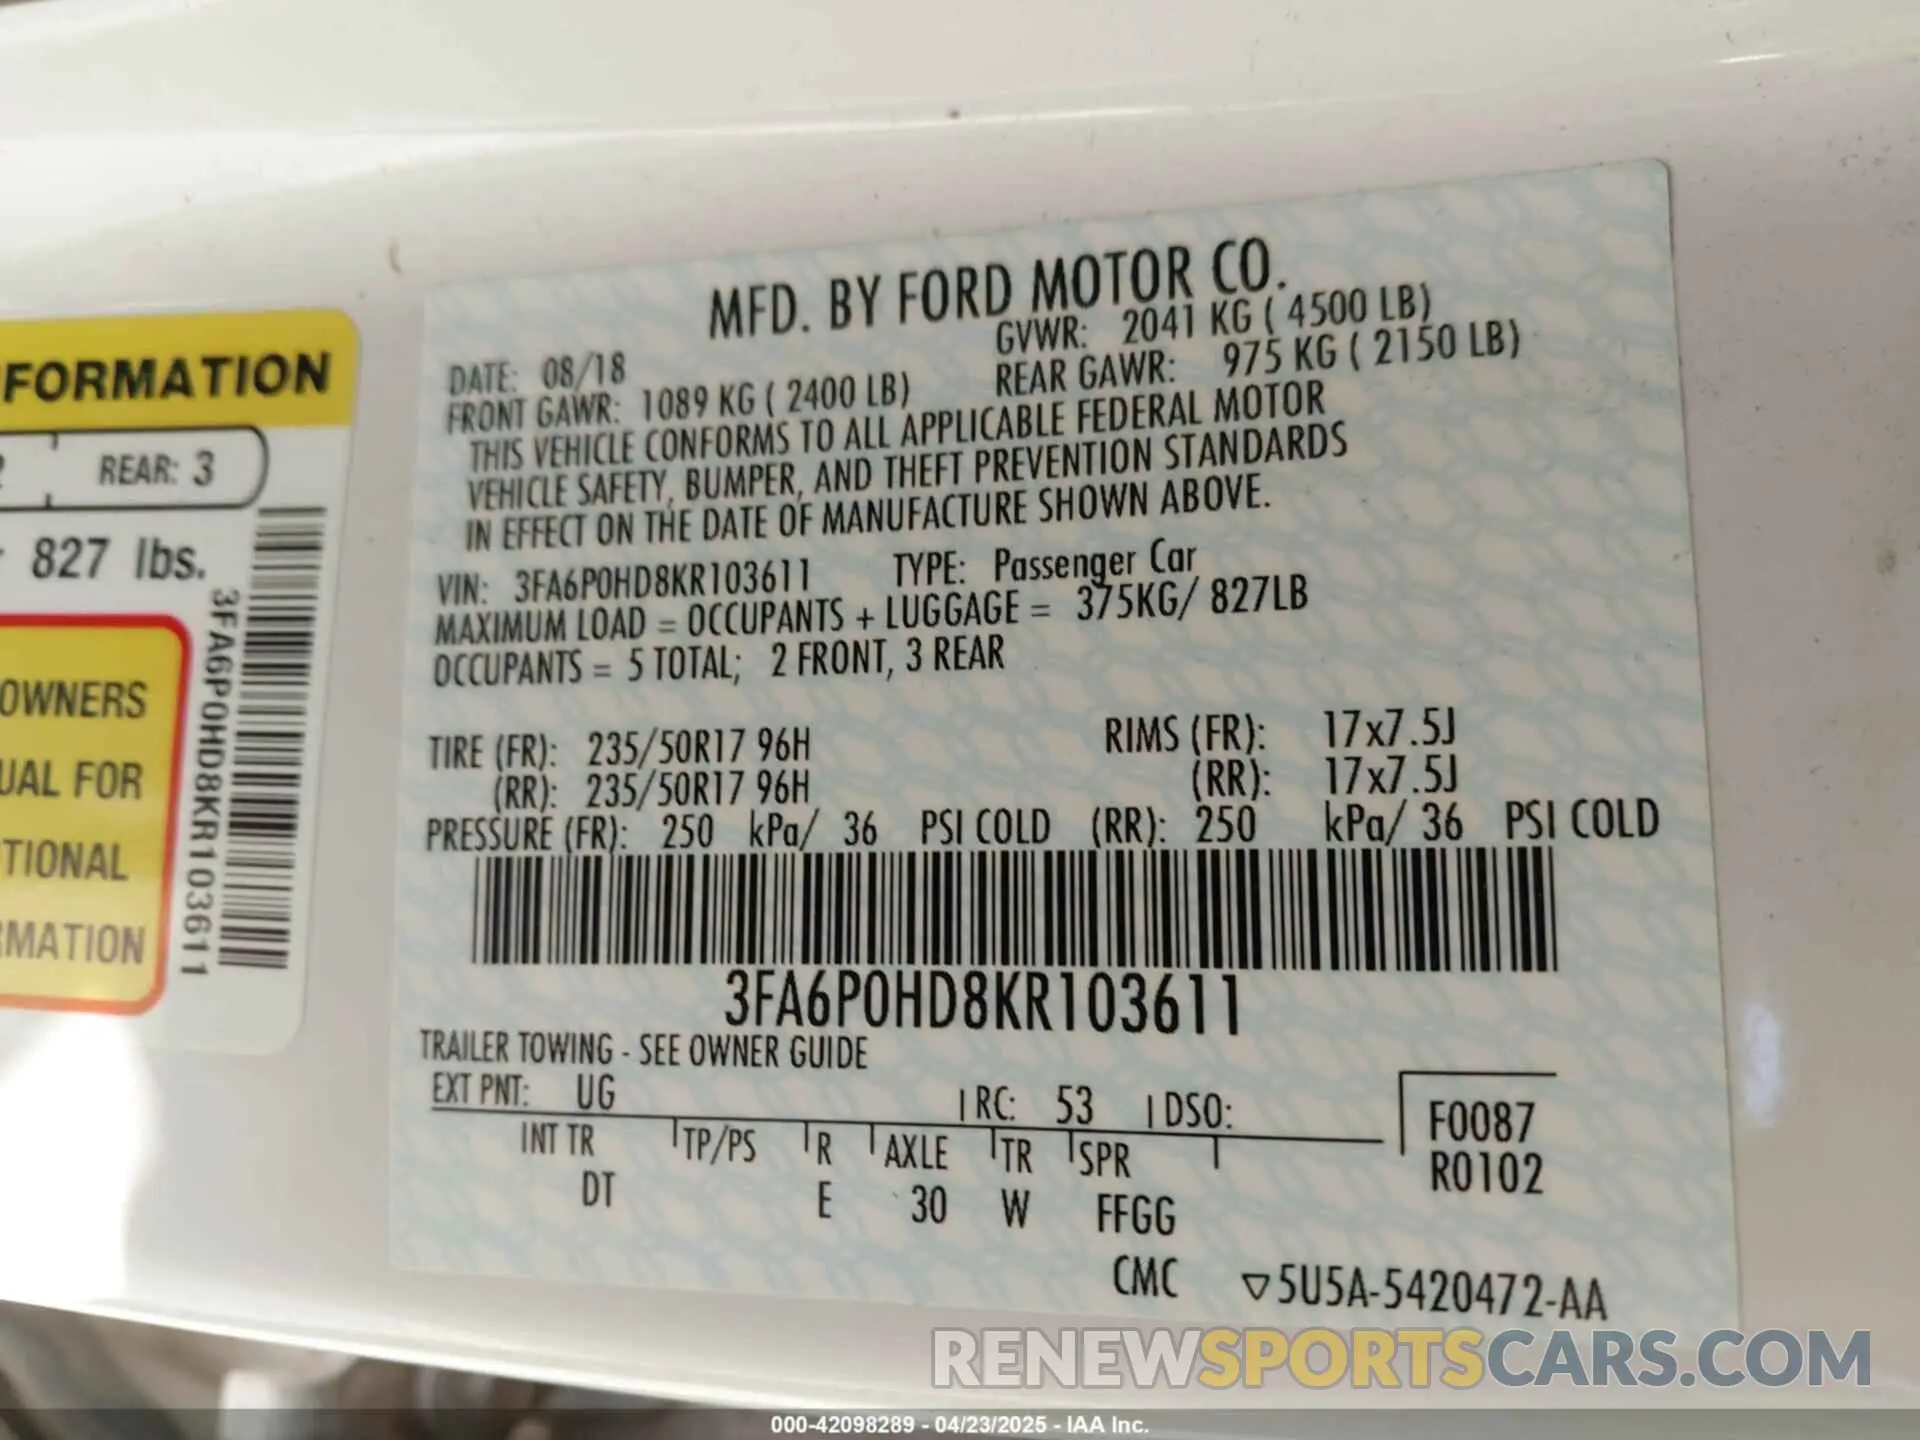 MFD. BY FORD MOTOR CO.
DATE: 08/18 GVWR: 2041 KG ( 4500 LB)
FRONT GAWR: 1089 KG ( 2400 LB) REAR GAWR: 975 KG ( 2150 LB)
THIS VEHICLE CONFORMS TO ALL APPLICABLE FEDERAL MOTOR
VEHICLE SAFETY, BUMPER, AND THEFT PREVENTION STANDARDS
IN EFFECT ON THE DATE OF MANUFACTURE SHOWN ABOVE.
VIN: 3FA6P0HD8KR103611 TYPE: Passenger Car
MAXIMUM LOAD = OCCUPANTS + LUGGAGE = 375KG/ 827LB
OCCUPANTS = 5 TOTAL; 2 FRONT, 3 REAR
TIRE (FR): 235/50R17 96H RIMS (FR): 17x7.5J
(RR): 235/50R17 96H (RR): 17x7.5J
PRESSURE (FR): 250 kPa/ 36 PSI COLD (RR): 250 kPa/ 36 PSI COLD
3FA6P0HD8KR103611
TRAILER TOWING - SEE OWNER GUIDE
EXT PNT: UG RC: 53 DSO:
F0087
R0102
INT TR TP/PS R AXLE TR SPR
DT E 30 W FFGG
CMC ▽5U5A-5420472-AA
FORMATION
REAR: 3
827 lbs.
3FA6P0HD8KR103611
OWNERS
UAL FOR
TIONAL
MATION
RENEWSPORTSCARS.COM
000-42098289 - 04/23/2025 - IAA Inc.